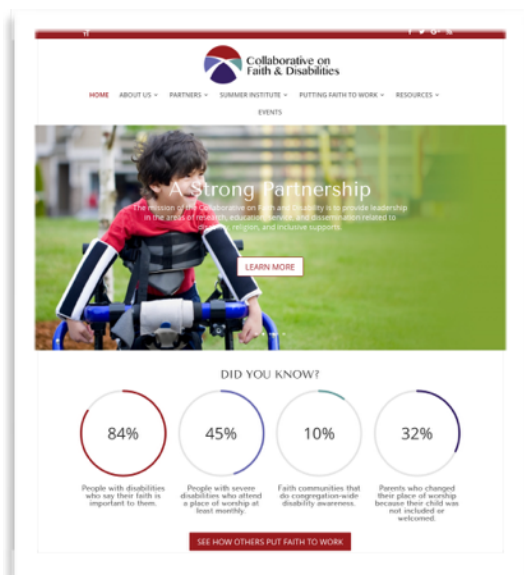 Collaborative on
Faith & Disabilities
HOME ABOUT US PARTNERS SUMMER INSTITUTE PUTTING FAITH TO WORK RESOURCES
EVENTS
A Strong Partnership
The mission of the Collaborative on Faith and Disability is to provide leadership
in the areas of research, education, service, and dissemination related to
disability, religion, and inclusive supports.
LEARN MORE
DID YOU KNOW?
84% 45% 10% 32%
People with disabilities
who say their faith is
important to them.
People with severe
disabilities who attend
a place of worship at
least monthly.
Faith communities that
do congregation-wide
disability awareness.
Parents who changed
their place of worship
because their child was
not included or
welcomed.
SEE HOW OTHERS PUT FAITH TO WORK